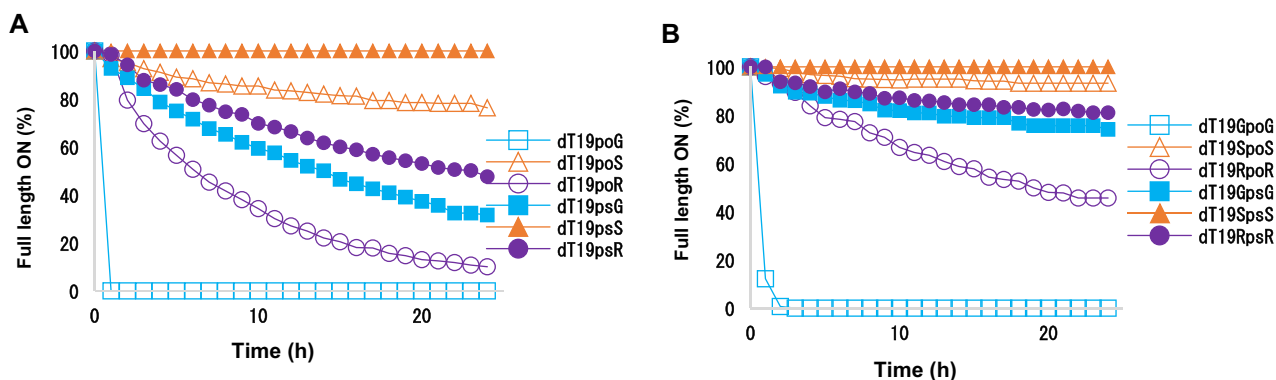 A
Full length ON (%)
100
80
60
40
20
0
0
10
20
Time (h)
dT19poG
dT19poS
dT19poR
dT19psG
dT19psS
dT19psR
B
Full length ON (%)
100
80
60
40
20
0
0
10
20
Time (h)
dT19GpoG
dT19SpoS
dT19RpoR
dT19GpsG
dT19SpsS
dT19RpsR